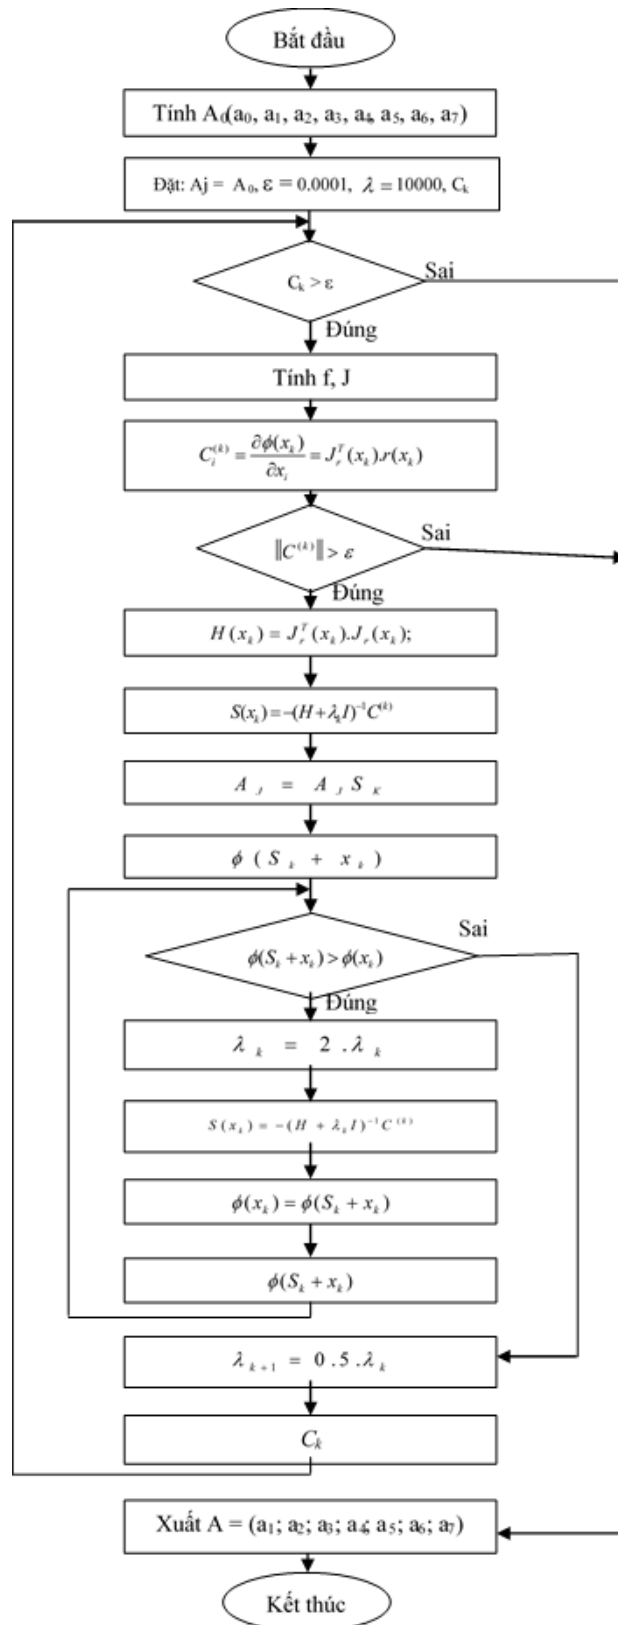 Bắt đầu
Tính A₀(a₀, a₁, a₂, a₃, a₄, a₅, a₆, a₇)
Đặt: Aj = A₀, ε = 0.0001, λ = 10000, Cₖ
Cₖ > ε
Sai
Đúng
Tính f, J
C_i^{(k)} = ∂ϕ(x_k)/∂x_i = J_r^T(x_k).r(x_k)
‖C^{(k)}‖ > ε
Sai
Đúng
H(x_k) = J_r^T(x_k).J_r(x_k);
S(x_k) = −(H+λ_k I)^{−1}C^{(k)}
A_J = A_J S_K
ϕ(S_k + x_k)
Sai
ϕ(S_k + x_k) > ϕ(x_k)
Đúng
λ_k = 2.λ_k
S(x_k) = −(H + λ_k I)^{−1}C^{(k)}
ϕ(x_k) = ϕ(S_k + x_k)
ϕ(S_k + x_k)
λ_{k+1} = 0.5.λ_k
C_k
Xuất A = (a₁; a₂; a₃; a₄; a₅; a₆; a₇)
Kết thúc